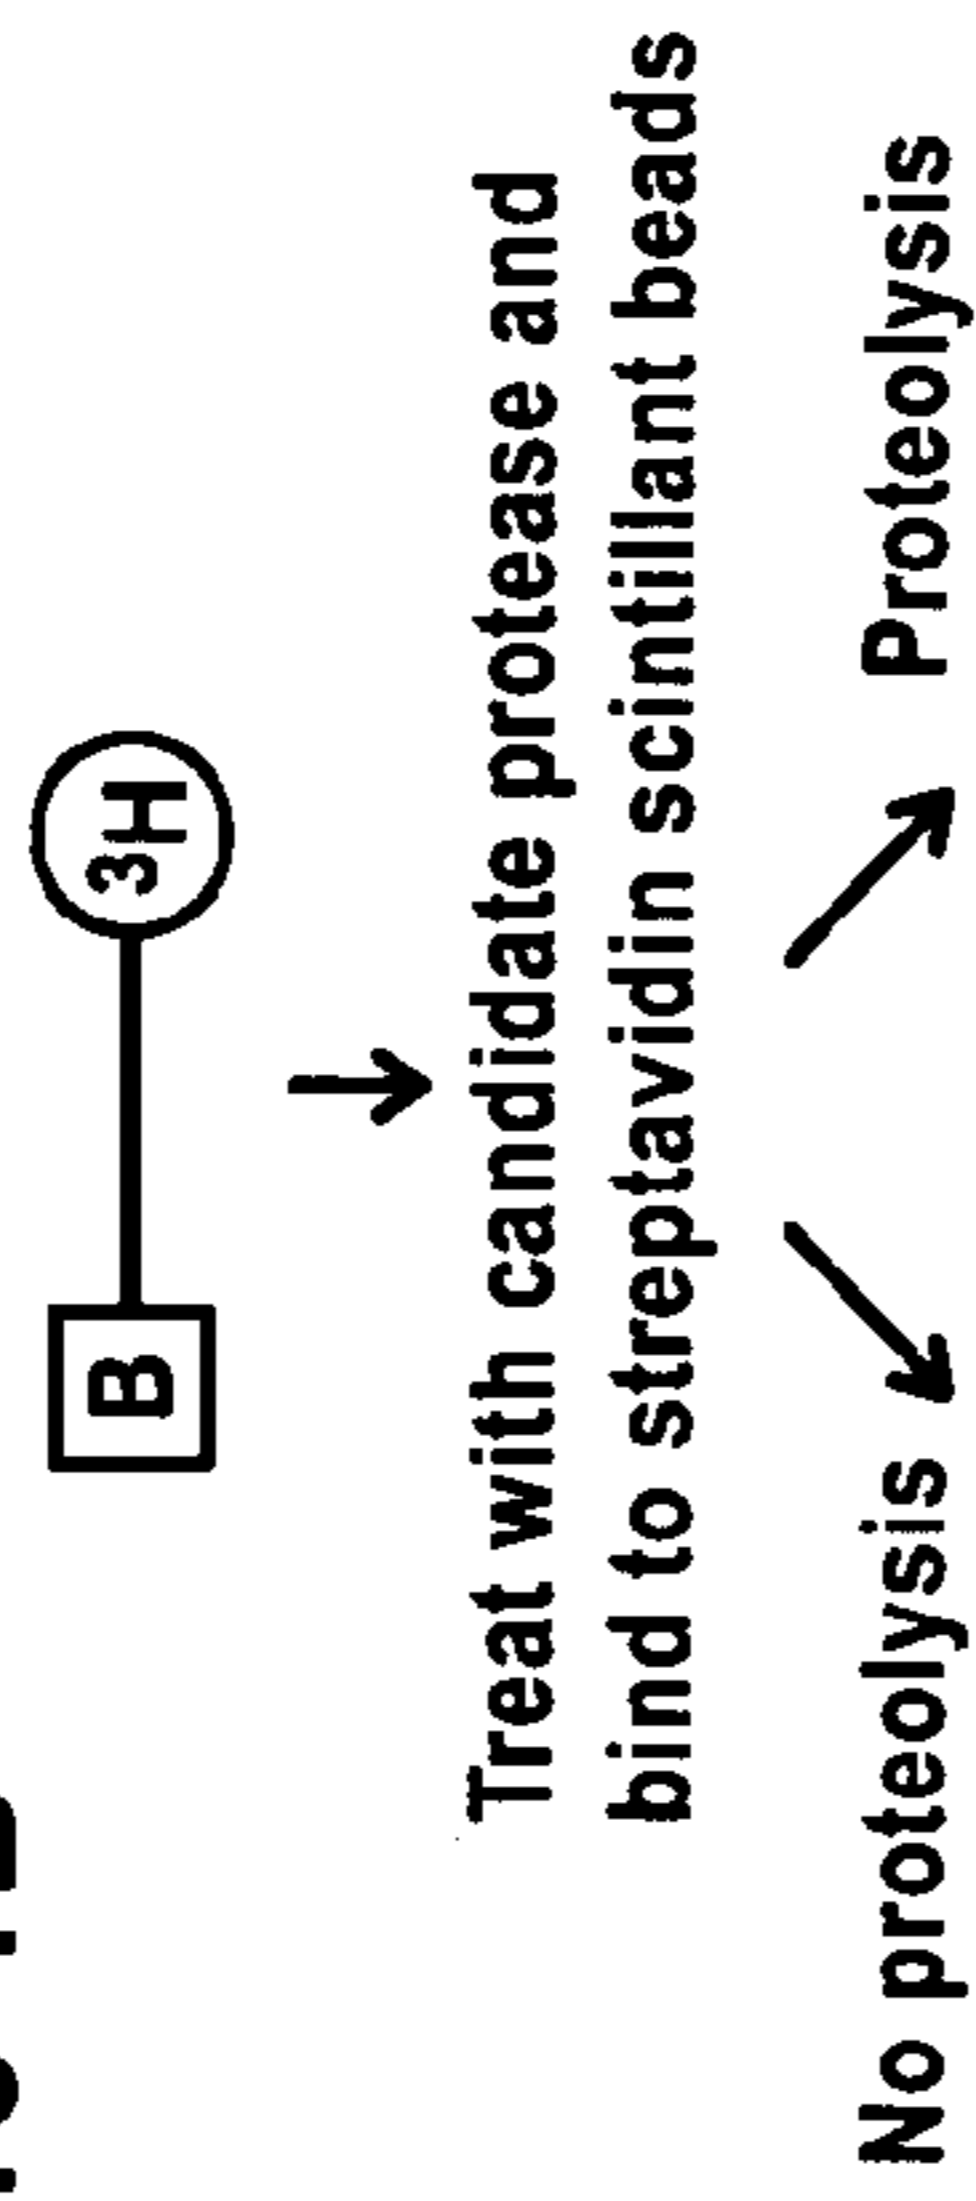 B 3H
Treat with candidate protease and
bind to streptavidin scintillant beads
No proteolysis Proteolysis